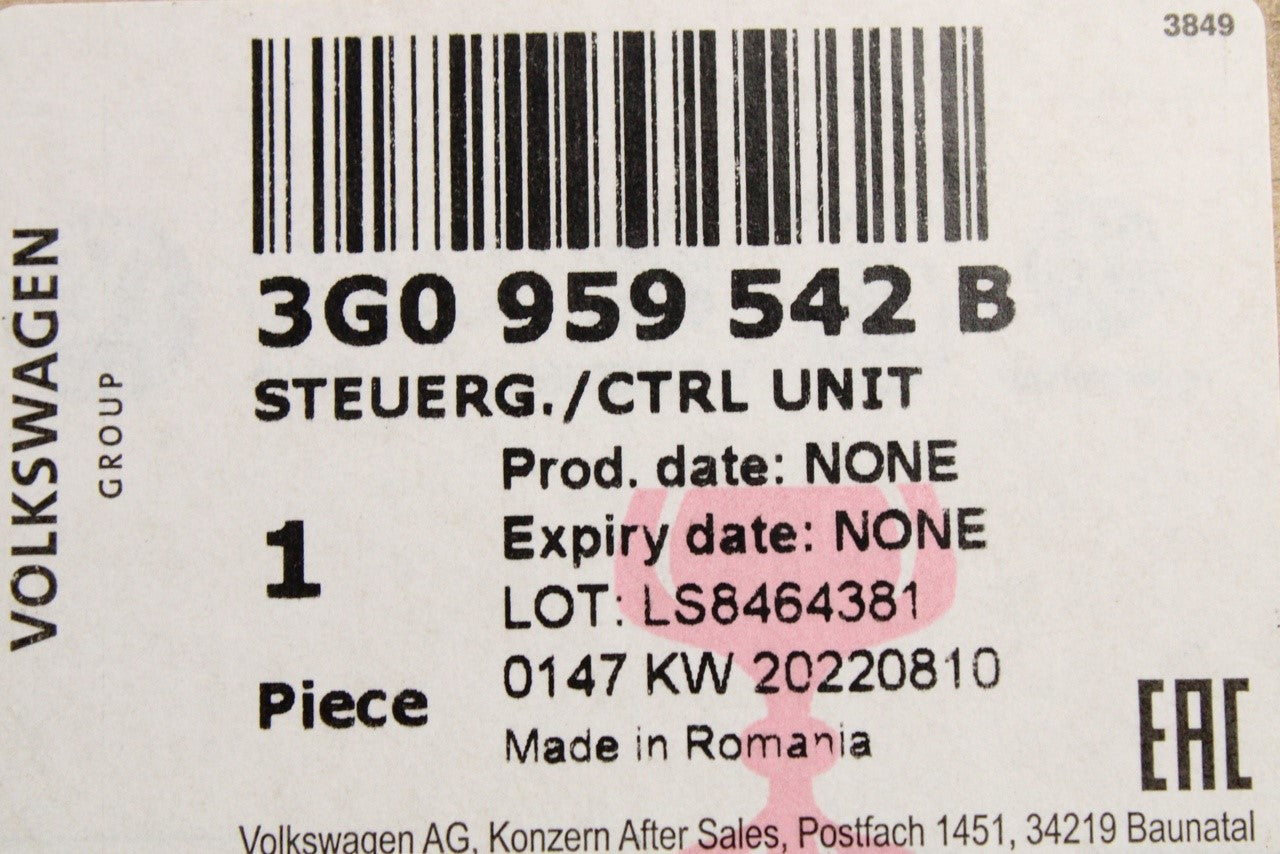 3849
3G0 959 542 B
STEUERG./CTRL UNIT
Prod. date: NONE
Expiry date: NONE
LOT: LS8464381
0147 KW 20220810
Made in Romania
1
Piece
VOLKSWAGEN
GROUP
EAC
Volkswagen AG, Konzern After Sales, Postfach 1451, 34219 Baunatal